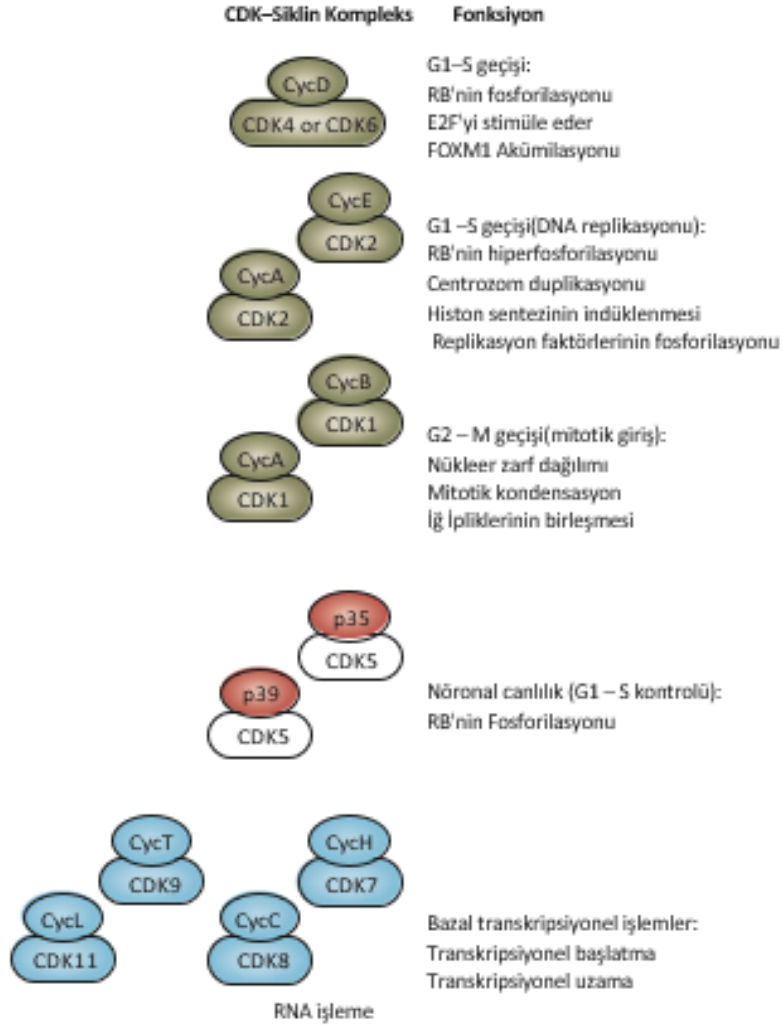 CDK–Siklin Kompleks Fonksiyon
CycD
CDK4 or CDK6
G1–S geçişi:
RB'nin fosforilasyonu
E2F'yi stimüle eder
FOXM1 Akümilasyonu
CycE
CDK2
CycA
CDK2
G1 –S geçişi(DNA replikasyonu):
RB'nin hiperfosforilasyonu
Centrozom duplikasyonu
Histon sentezinin indüklenmesi
Replikasyon faktörlerinin fosforilasyonu
CycB
CDK1
CycA
CDK1
G2 – M geçişi(mitotik giriş):
Nükleer zarf dağılımı
Mitotik kondensasyon
İğ İpliklerinin birleşmesi
p35
CDK5
p39
CDK5
Nöronal canlılık (G1 – S kontrolü):
RB'nin Fosforilasyonu
CycT
CDK9
CycH
CDK7
CycL
CDK11
CycC
CDK8
Bazal transkripsiyonel işlemler:
Transkripsiyonel başlatma
Transkripsiyonel uzama
RNA işleme